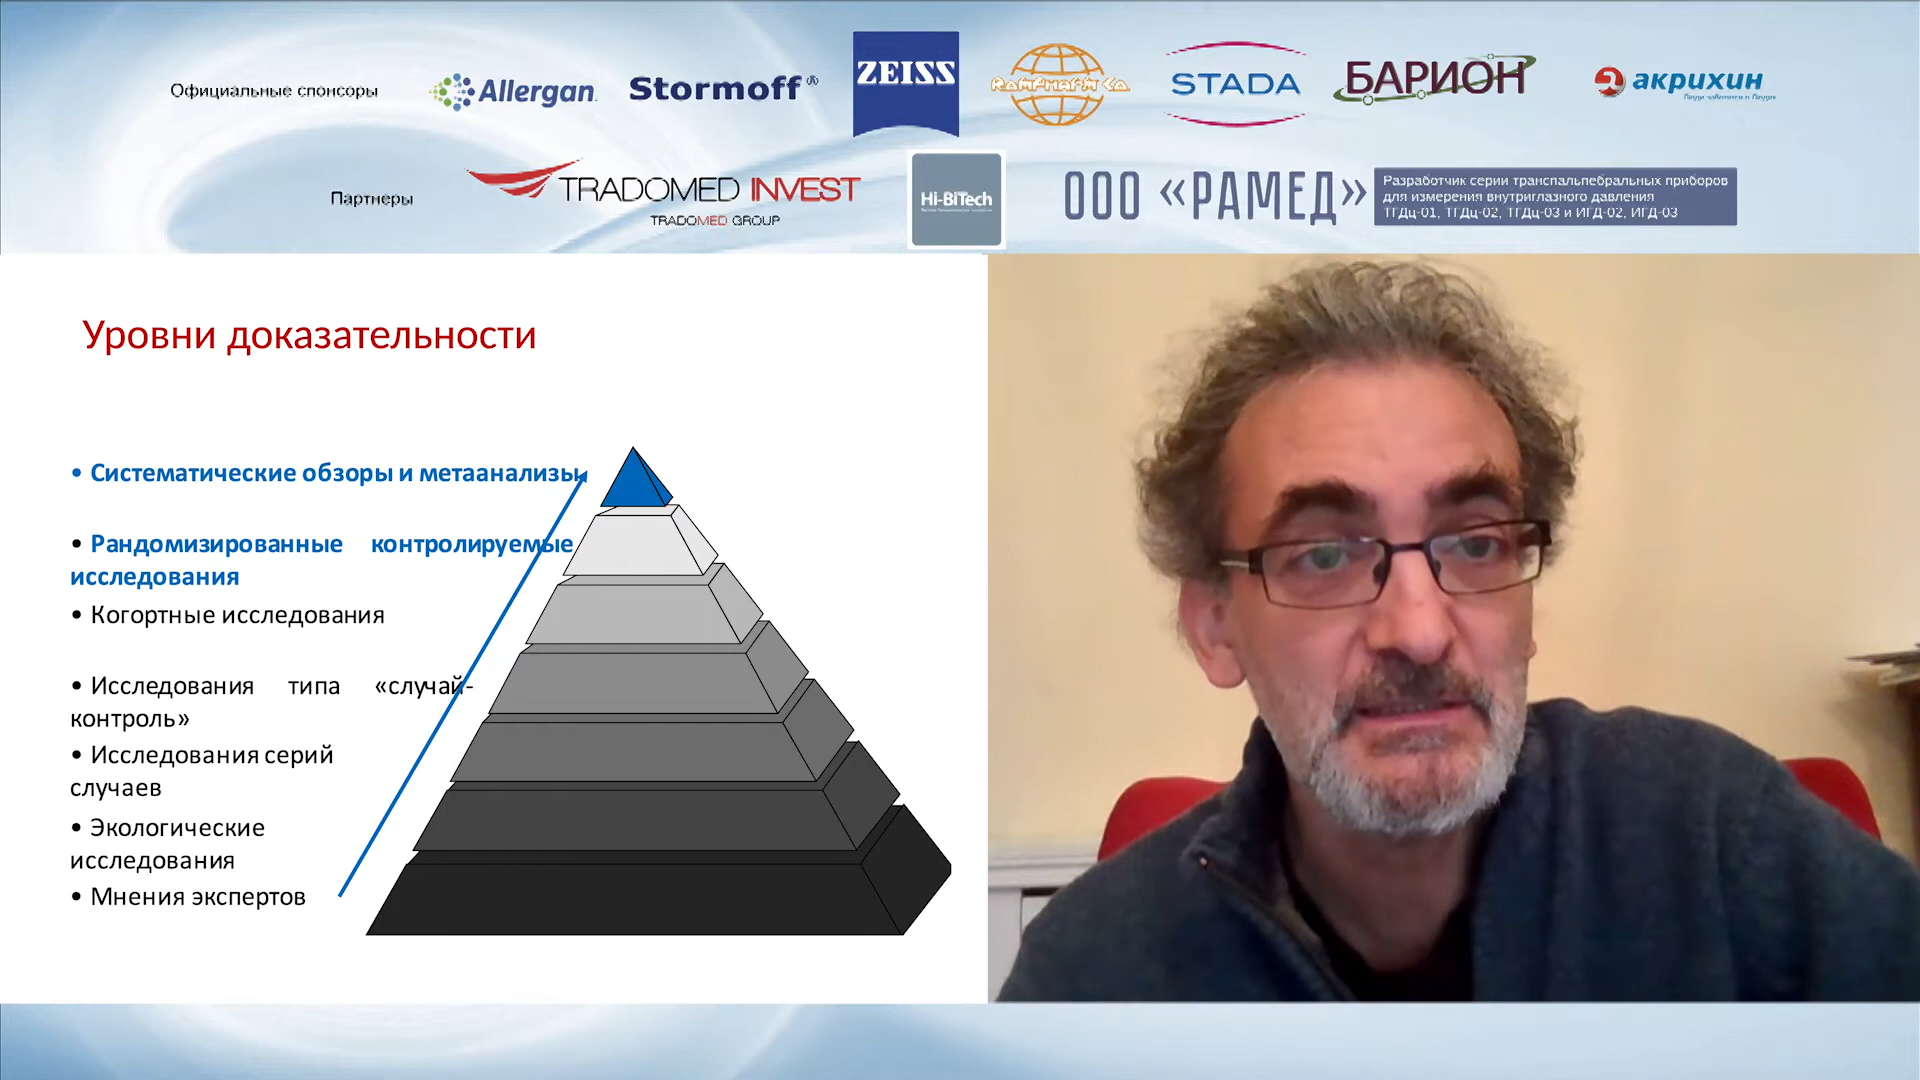 Официальные спонсоры
Allergan
Stormoff®
ZEISS
STADA
БАРИОН
акрихин
Партнеры
TRADOMED INVEST
TRADOMED GROUP
Hi-BiTech
ООО «РАМЕД»
Разработчик серии транспальпебральных приборов
для измерения внутриглазного давления
ТГДц-01, ТГДц-02, ТГДц-03 и ИГД-02, ИГД-03
Уровни доказательности
• Систематические обзоры и метаанализы
• Рандомизированные контролируемые
исследования
• Когортные исследования
• Исследования типа «случай-
контроль»
• Исследования серий
случаев
• Экологические
исследования
• Мнения экспертов